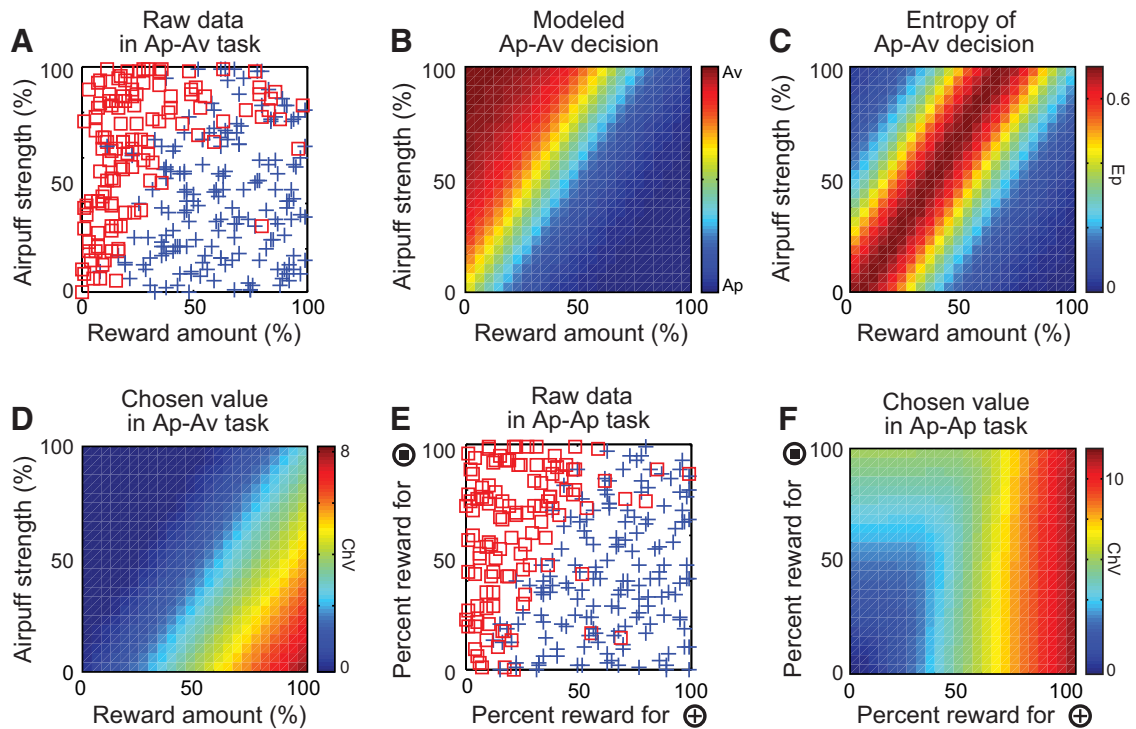 A
Raw data
in Ap-Av task
Airpuff strength (%)
100
50
0
0
50
100
Reward amount (%)
B
Modeled
Ap-Av decision
Airpuff strength (%)
100
50
0
0
50
100
Reward amount (%)
Av
Ap
C
Entropy of
Ap-Av decision
Airpuff strength (%)
100
50
0
0
50
100
Reward amount (%)
0.6
Ep
0
D
Chosen value
in Ap-Av task
Airpuff strength (%)
100
50
0
0
50
100
Reward amount (%)
8
ChV
0
E
Raw data
in Ap-Ap task
Percent reward for
100
50
0
0
50
100
Percent reward for
F
Chosen value
in Ap-Ap task
Percent reward for
100
50
0
0
50
100
Percent reward for
10
ChV
0